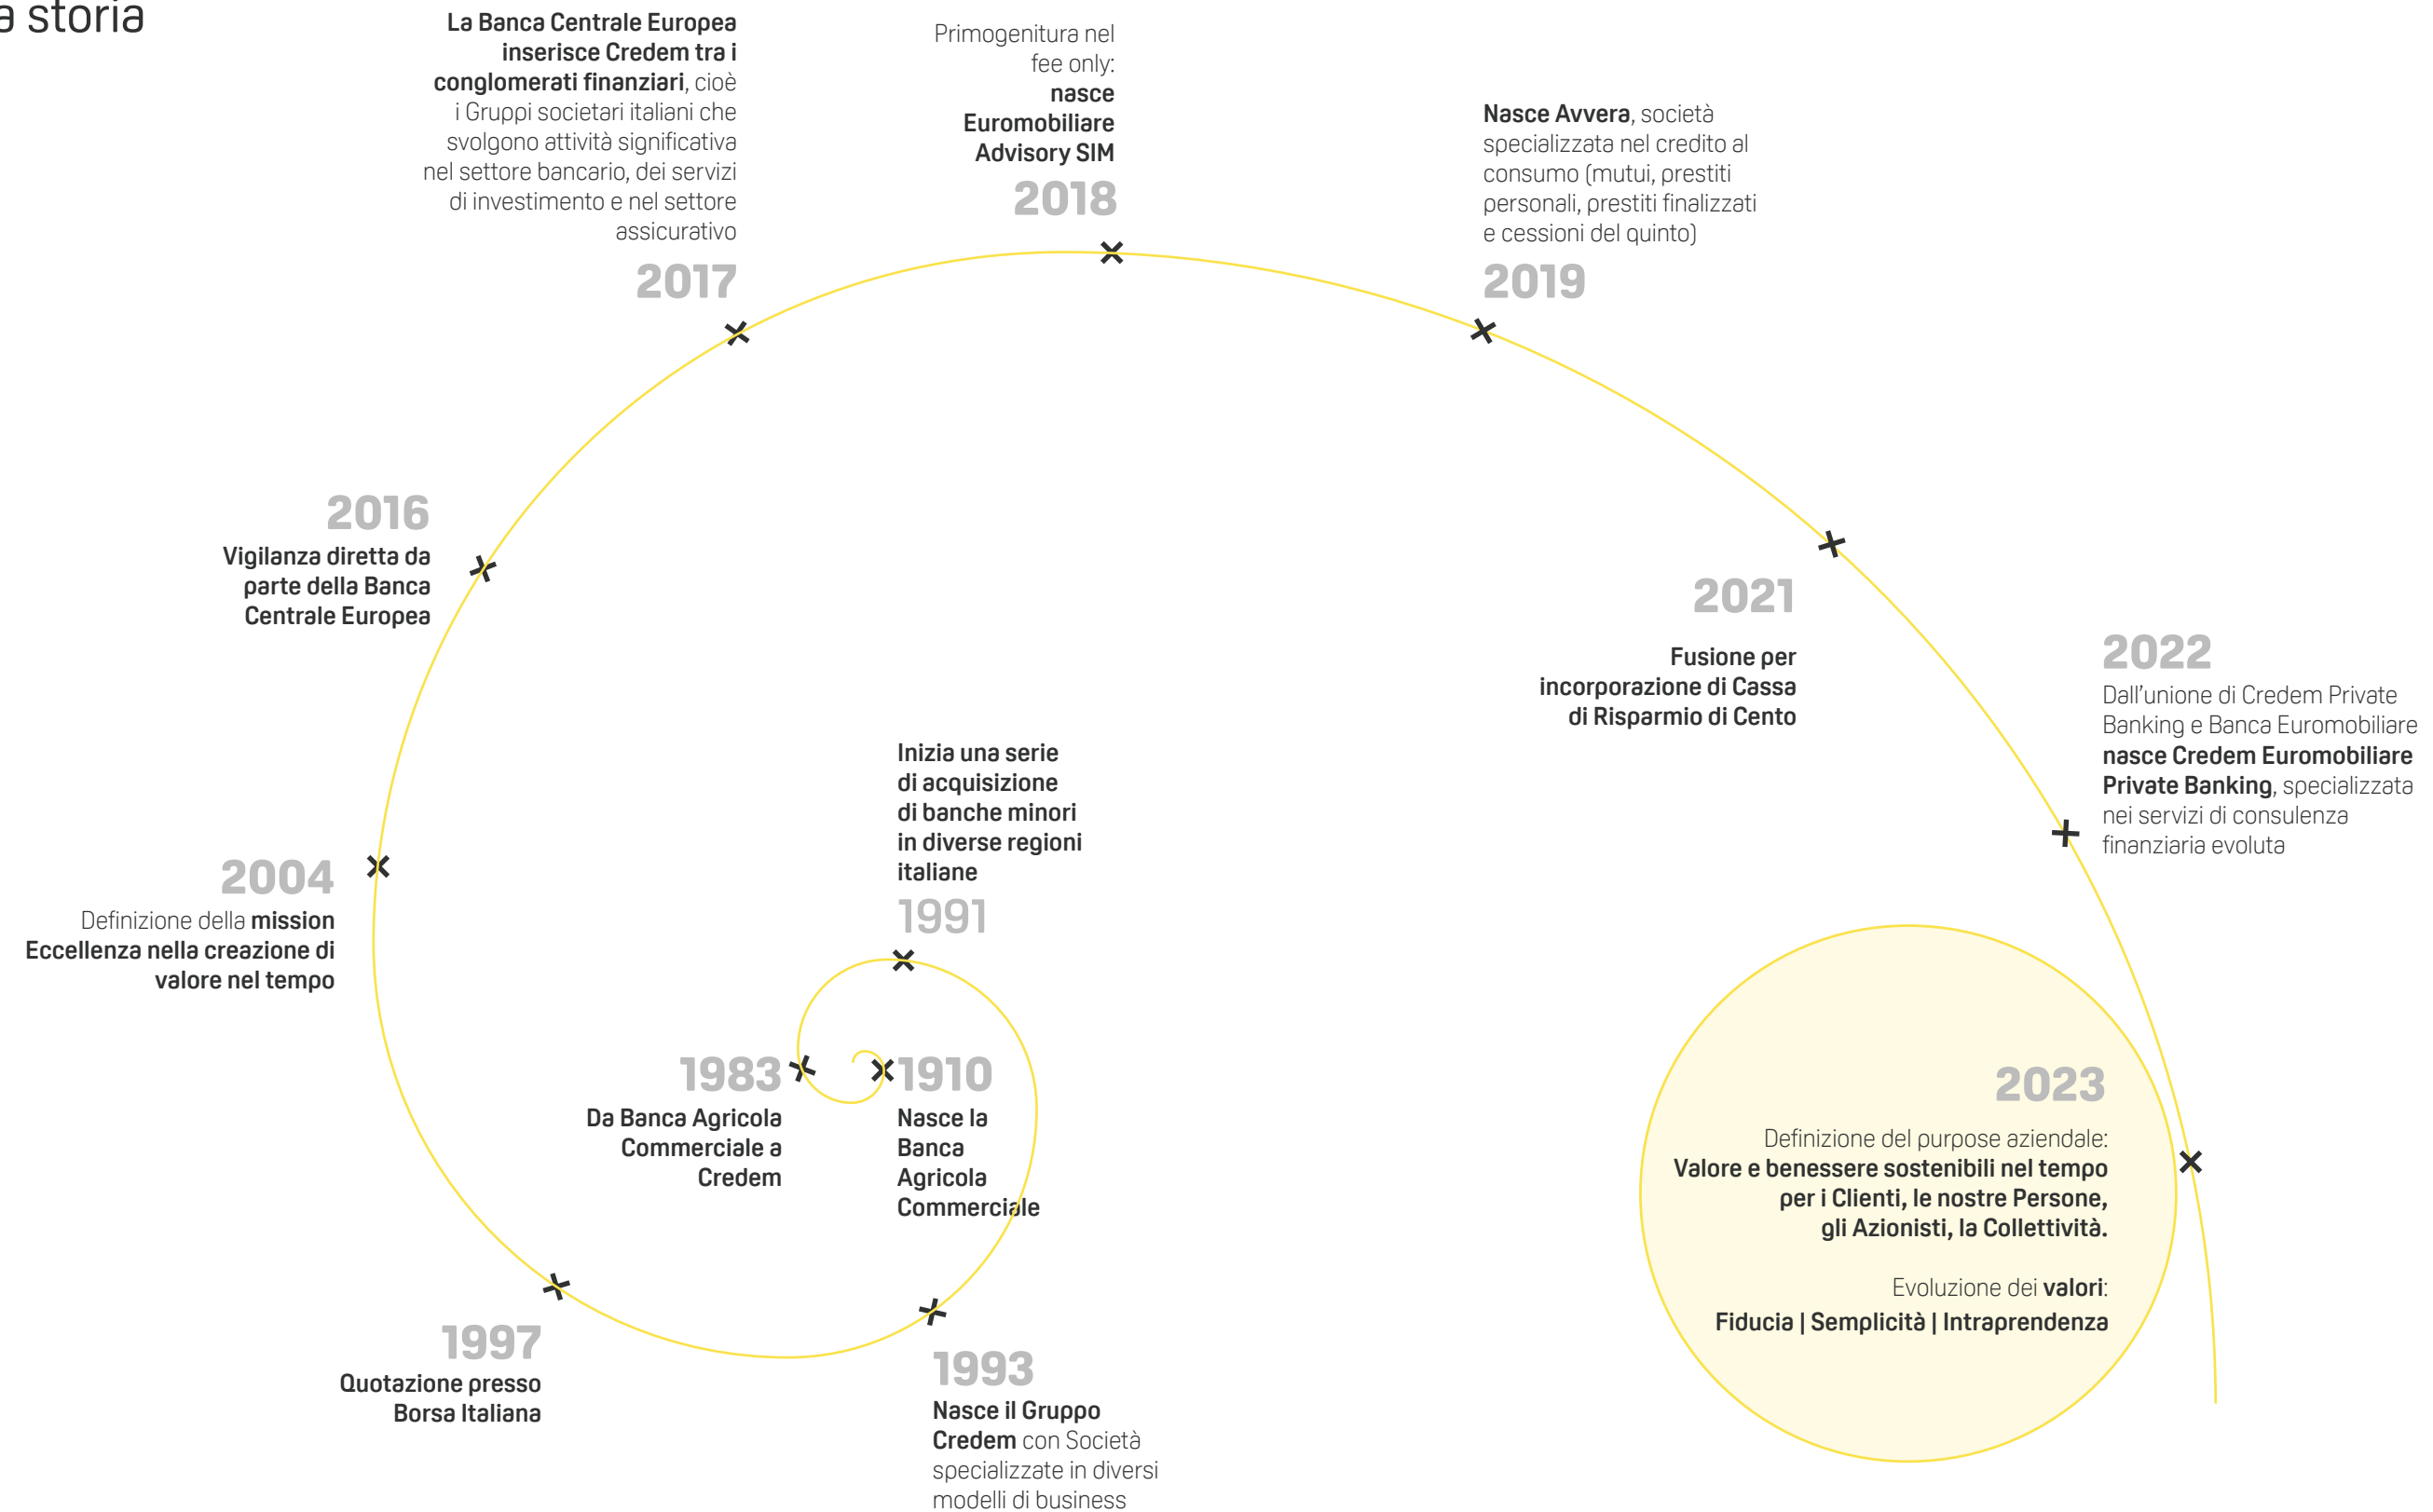 a storia
La Banca Centrale Europea
inserisce Credem tra i
conglomerati finanziari, cioè
i Gruppi societari italiani che
svolgono attività significativa
nel settore bancario, dei servizi
di investimento e nel settore
assicurativo
2017
Primogenitura nel
fee only:
nasce
Euromobiliare
Advisory SIM
2018
Nasce Avvera, società
specializzata nel credito al
consumo (mutui, prestiti
personali, prestiti finalizzati
e cessioni del quinto)
2019
2016
Vigilanza diretta da
parte della Banca
Centrale Europea
2021
Fusione per
incorporazione di Cassa
di Risparmio di Cento
2022
Dall'unione di Credem Private
Banking e Banca Euromobiliare
nasce Credem Euromobiliare
Private Banking, specializzata
nei servizi di consulenza
finanziaria evoluta
Inizia una serie
di acquisizione
di banche minori
in diverse regioni
italiane
1991
2004
Definizione della mission
Eccellenza nella creazione di
valore nel tempo
1983
Da Banca Agricola
Commerciale a
Credem
1910
Nasce la
Banca
Agricola
Commerciale
2023
Definizione del purpose aziendale:
Valore e benessere sostenibili nel tempo
per i Clienti, le nostre Persone,
gli Azionisti, la Collettività.
Evoluzione dei valori:
Fiducia | Semplicità | Intraprendenza
1997
Quotazione presso
Borsa Italiana
1993
Nasce il Gruppo
Credem con Società
specializzate in diversi
modelli di business